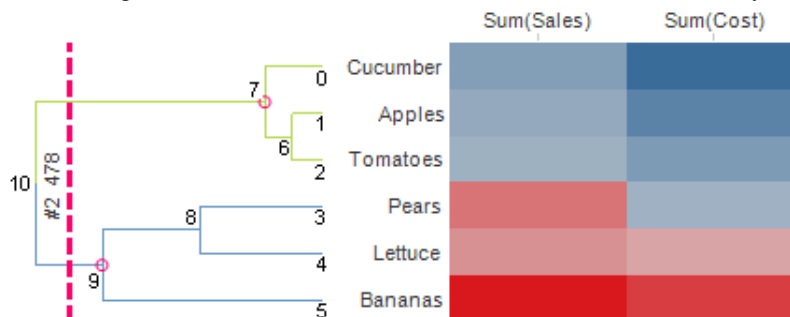 Sum(Sales) Sum(Cost)
0 Cucumber
7
1 Apples
6
2 Tomatoes
#2 478
10
3 Pears
8
4 Lettuce
9
5 Bananas